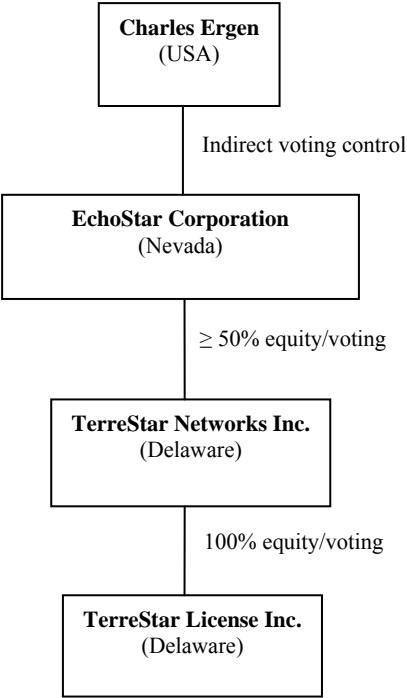 Charles Ergen
(USA)
Indirect voting control
EchoStar Corporation
(Nevada)
≥ 50% equity/voting
TerreStar Networks Inc.
(Delaware)
100% equity/voting
TerreStar License Inc.
(Delaware)